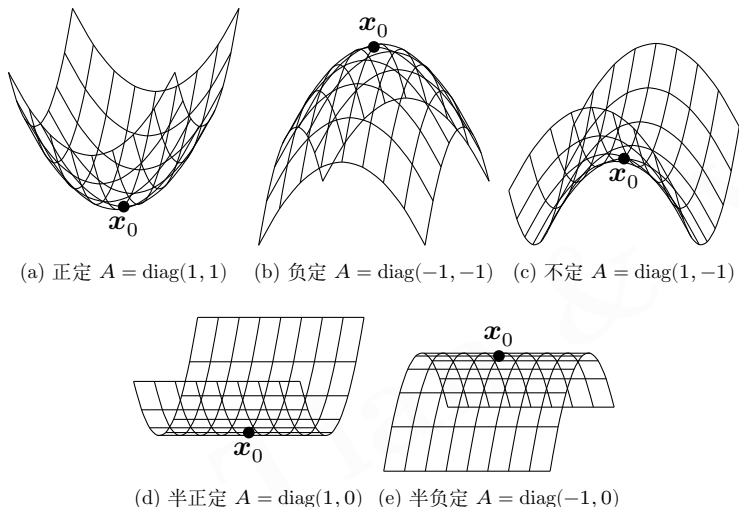 x₀
x₀
x₀
(a) 正定 A = diag(1, 1)
(b) 负定 A = diag(−1, −1)
(c) 不定 A = diag(1, −1)
x₀
x₀
(d) 半正定 A = diag(1, 0)
(e) 半负定 A = diag(−1, 0)